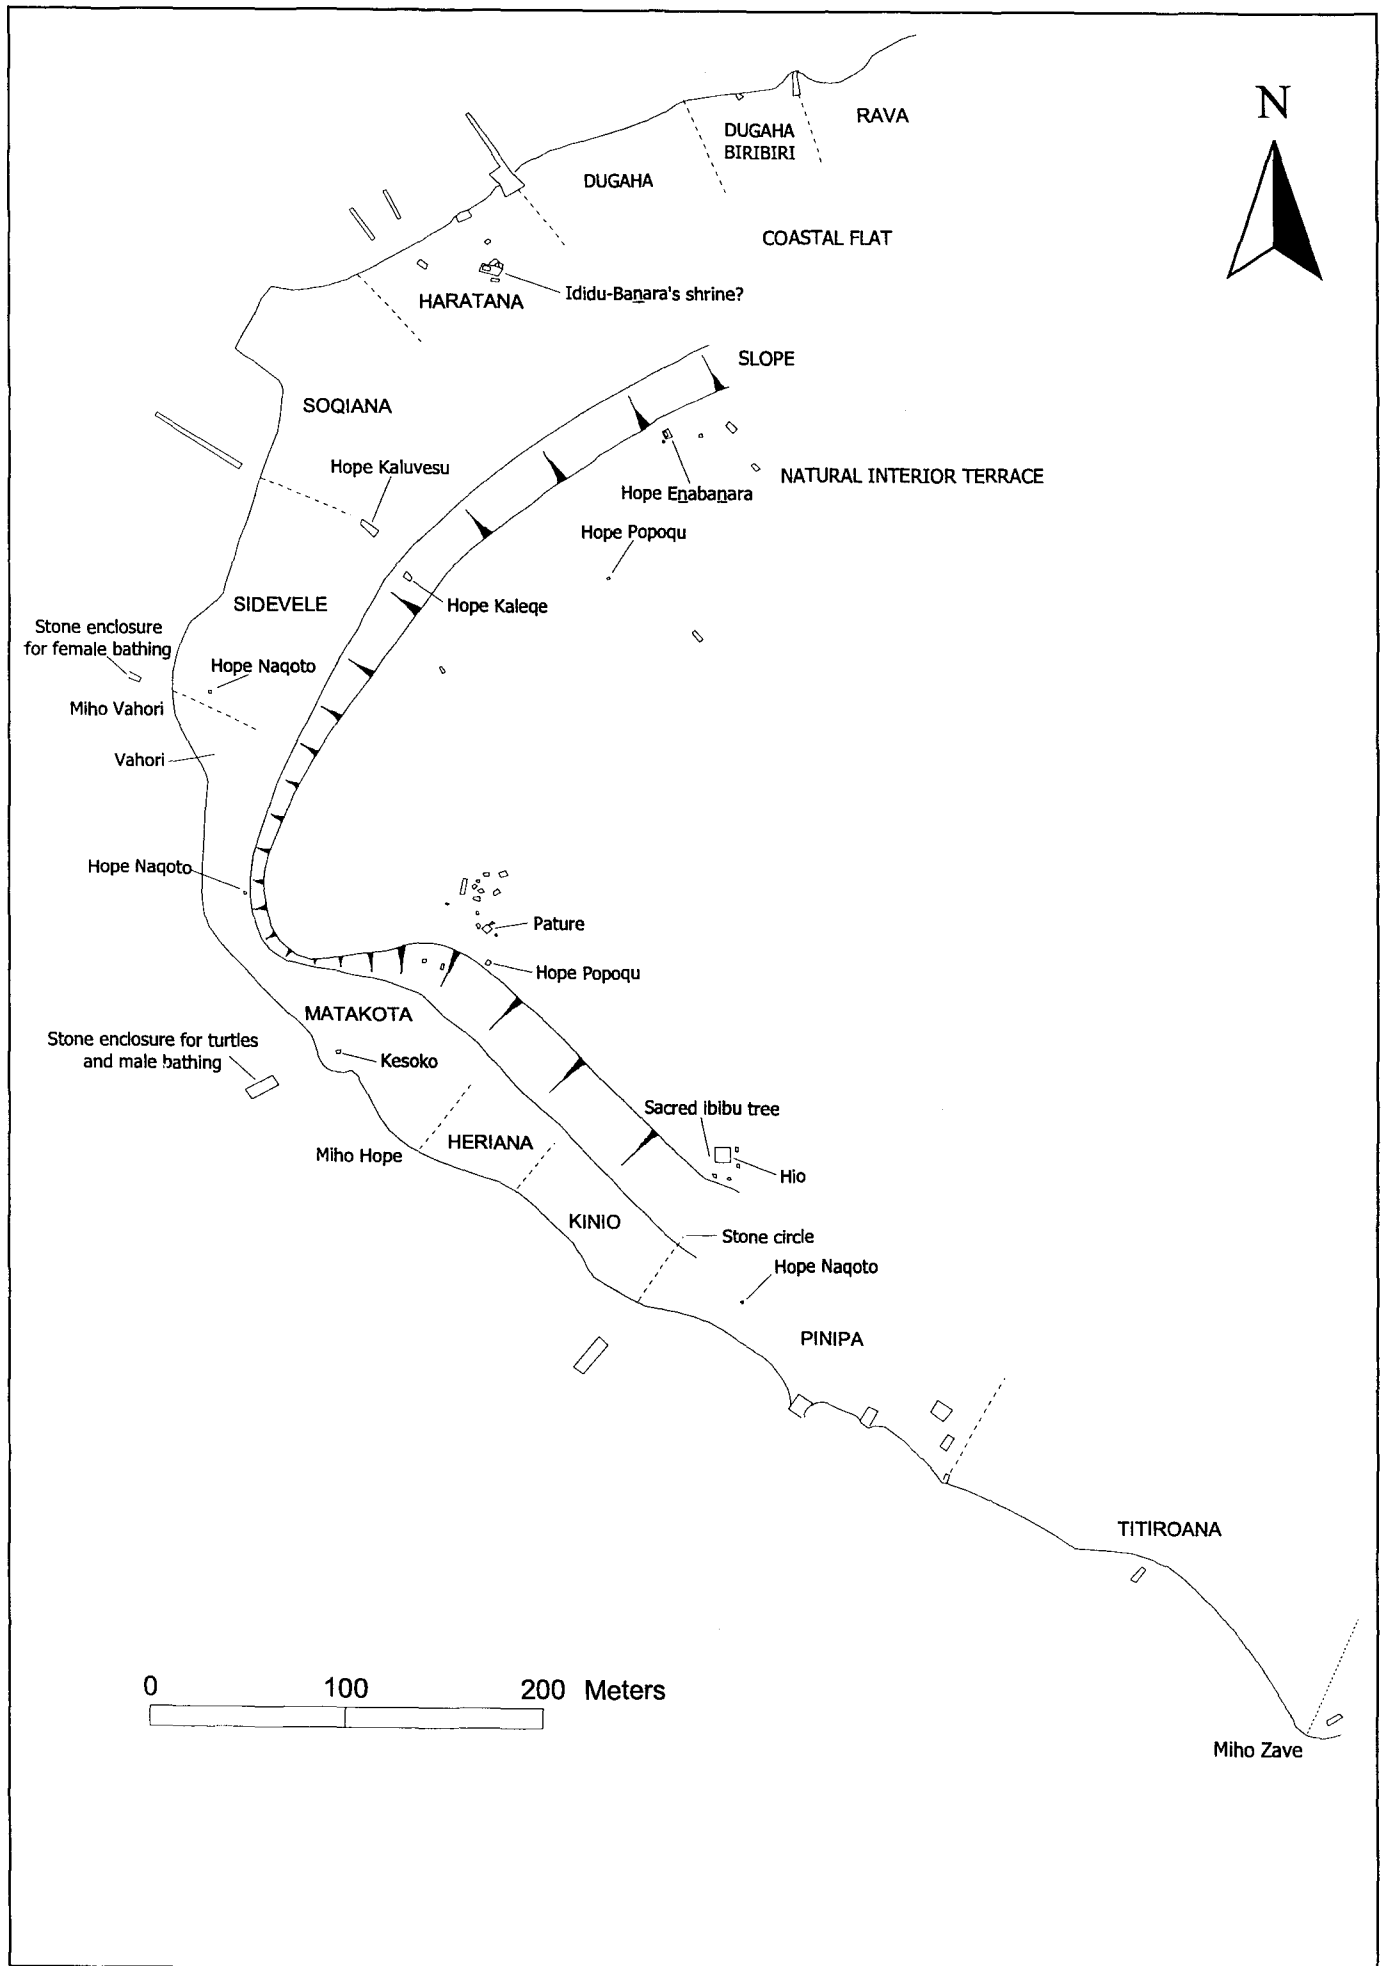 N
RAVA
DUGAHA
BIRIBIRI
DUGAHA
COASTAL FLAT
Ididu-Baṉara's shrine?
HARATANA
SLOPE
SOQIANA
Hope Kaluvesu
NATURAL INTERIOR TERRACE
Hope Eṉabaṉara
Hope Popoqu
SIDEVELE
Hope Kaleqe
Stone enclosure
for female bathing
Hope Naqoto
Miho Vahori
Vahori
Hope Naqoto
Pature
Hope Popoqu
MATAKOTA
Stone enclosure for turtles
and male bathing
Kesoko
Sacred ibibu tree
HERIANA
Miho Hope
Hio
KINIO
Stone circle
Hope Naqoto
PINIPA
TITIROANA
0 100 200 Meters
Miho Zave